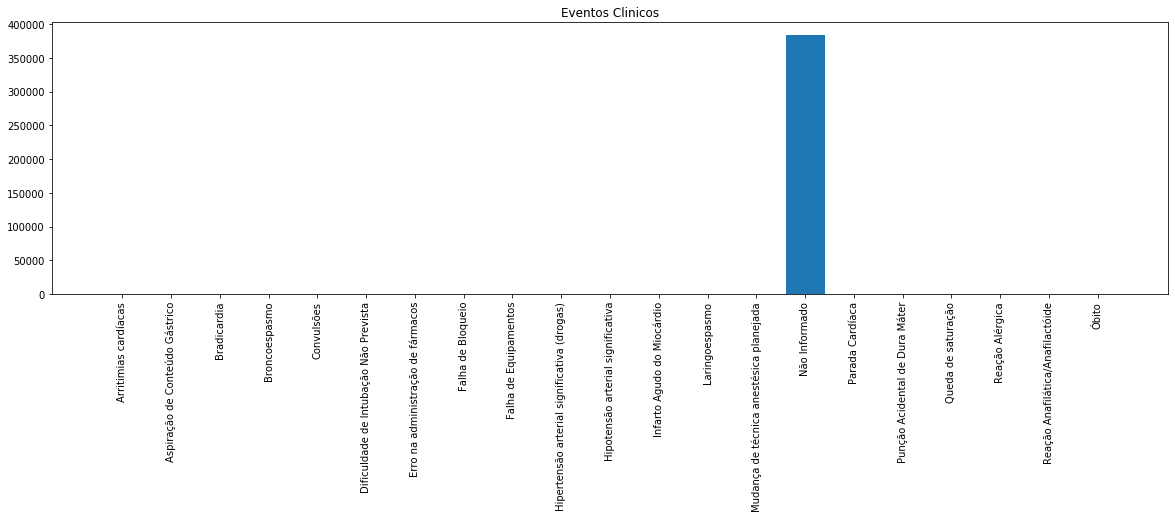 Eventos Clinicos
400000
350000
300000
250000
200000
150000
100000
50000
0
Arritimias cardíacas
Aspiração de Conteúdo Gástrico
Bradicardia
Broncoespasmo
Convulsões
Dificuldade de Intubação Não Prevista
Erro na administração de fármacos
Falha de Bloqueio
Falha de Equipamentos
Hipertensão arterial significativa (drogas)
Hipotensão arterial significativa
Infarto Agudo do Miocárdio
Laringoespasmo
Mudança de técnica anestésica planejada
Não Informado
Parada Cardíaca
Punção Acidental de Dura Máter
Queda de saturação
Reação Alérgica
Reação Anafilática/Anafilactóide
Óbito